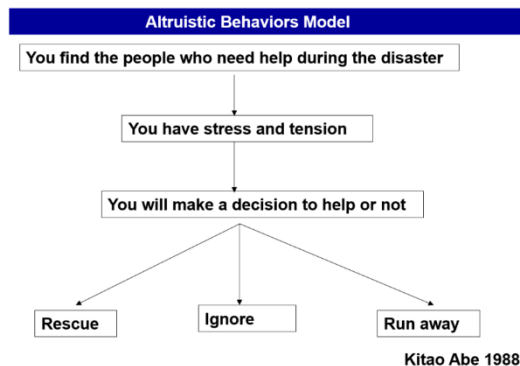 Altruistic Behaviors Model
You find the people who need help during the disaster
You have stress and tension
You will make a decision to help or not
Rescue
Ignore
Run away
Kitao Abe 1988